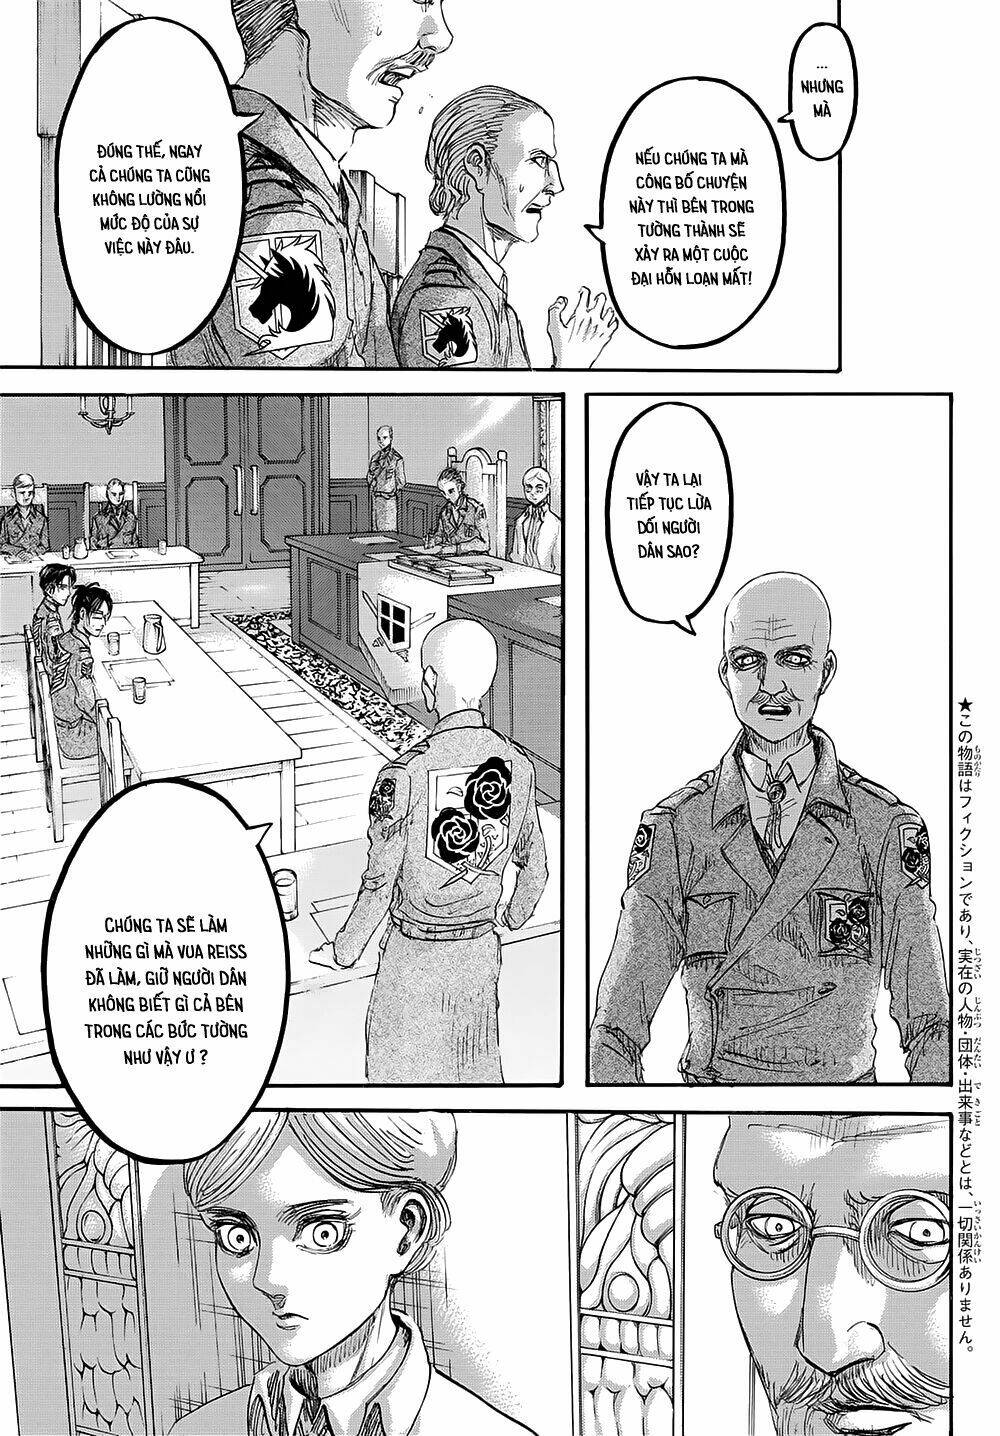 ...
NHƯNG
MÀ
NẾU CHÚNG TA MÀ
CÔNG BỐ CHUYỆN
NÀY THÌ BÊN TRONG
TƯỜNG THÀNH SẼ
XẢY RA MỘT CUỘC
ĐẠI HỖN LOẠN MẤT!
ĐÚNG THẾ, NGAY
CẢ CHÚNG TA CŨNG
KHÔNG LƯỜNG NỔI
MỨC ĐỘ CỦA SỰ
VIỆC NÀY ĐÂU.
VẬY TA LẠI
TIẾP TỤC LỪA
DỐI NGƯỜI
DÂN SAO?
CHÚNG TA SẼ LÀM
NHỮNG GÌ MÀ VUA REISS
ĐÃ LÀM, GIỮ NGƯỜI DÂN
KHÔNG BIẾT GÌ CẢ BÊN
TRONG CÁC BỨC TƯỜNG
NHƯ VẬY Ư ?
★この物語はフィクションであり、実在の人物・団体・出来事などとは、一切関係ありません。